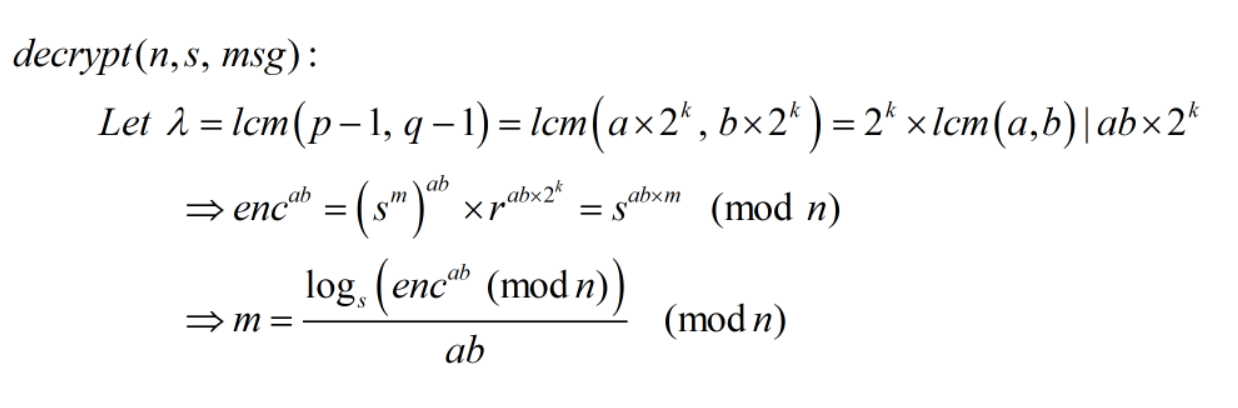 decrypt(n,s, msg):
Let λ = lcm(p−1, q−1) = lcm(a×2^k, b×2^k) = 2^k × lcm(a,b) | ab×2^k
⇒ enc^{ab} = (s^m)^{ab} × r^{ab×2^k} = s^{ab×m} (mod n)
⇒ m = \frac{log_s(enc^{ab} (mod n))}{ab} (mod n)